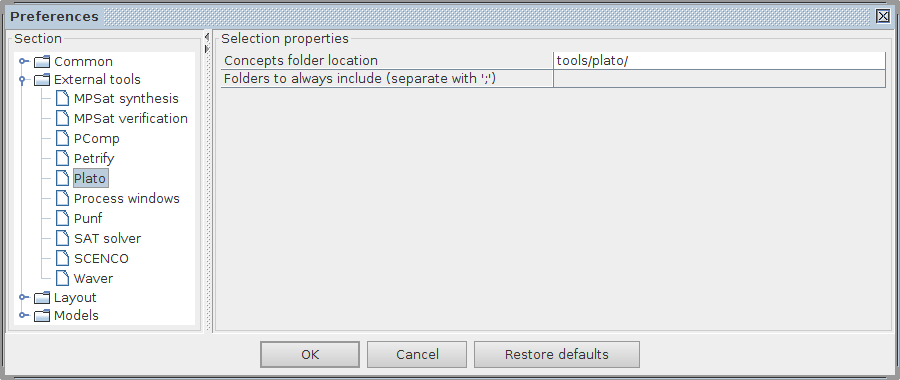 Preferences
Section
Common
External tools
MPSat synthesis
MPSat verification
PComp
Petrify
Plato
Process windows
Punf
SAT solver
SCENCO
Waver
Layout
Models
Selection properties
Concepts folder location tools/plato/
Folders to always include (separate with ';')
OK Cancel Restore defaults